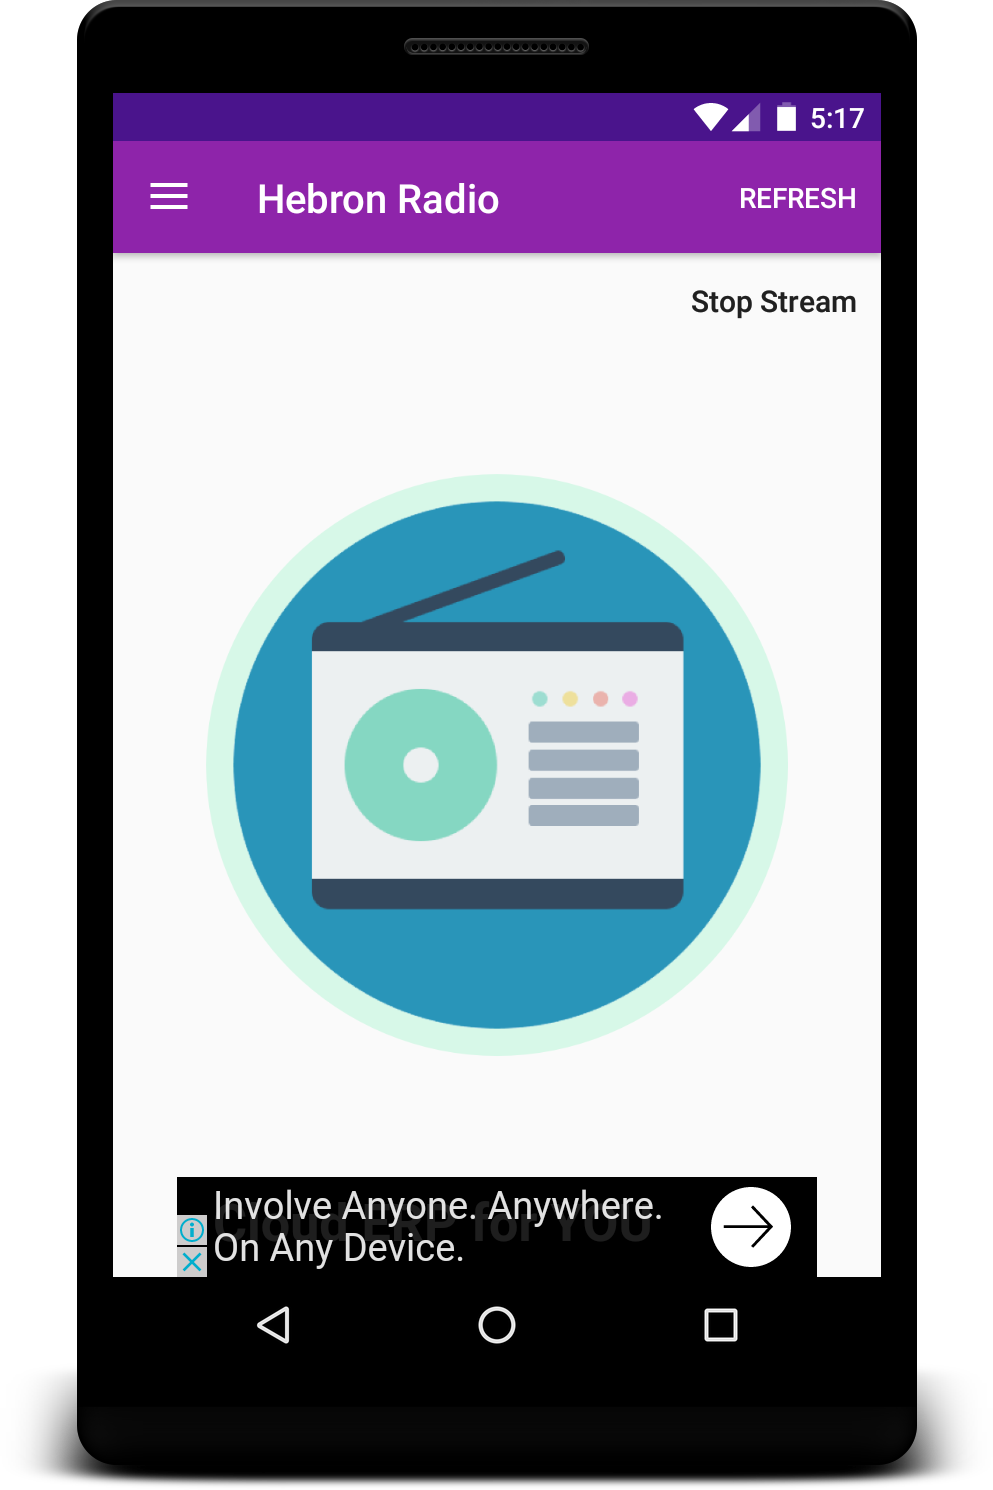 5:17
Hebron Radio
REFRESH
Stop Stream
Involve Anyone. Anywhere.
Cloud ERP for YOU
On Any Device.